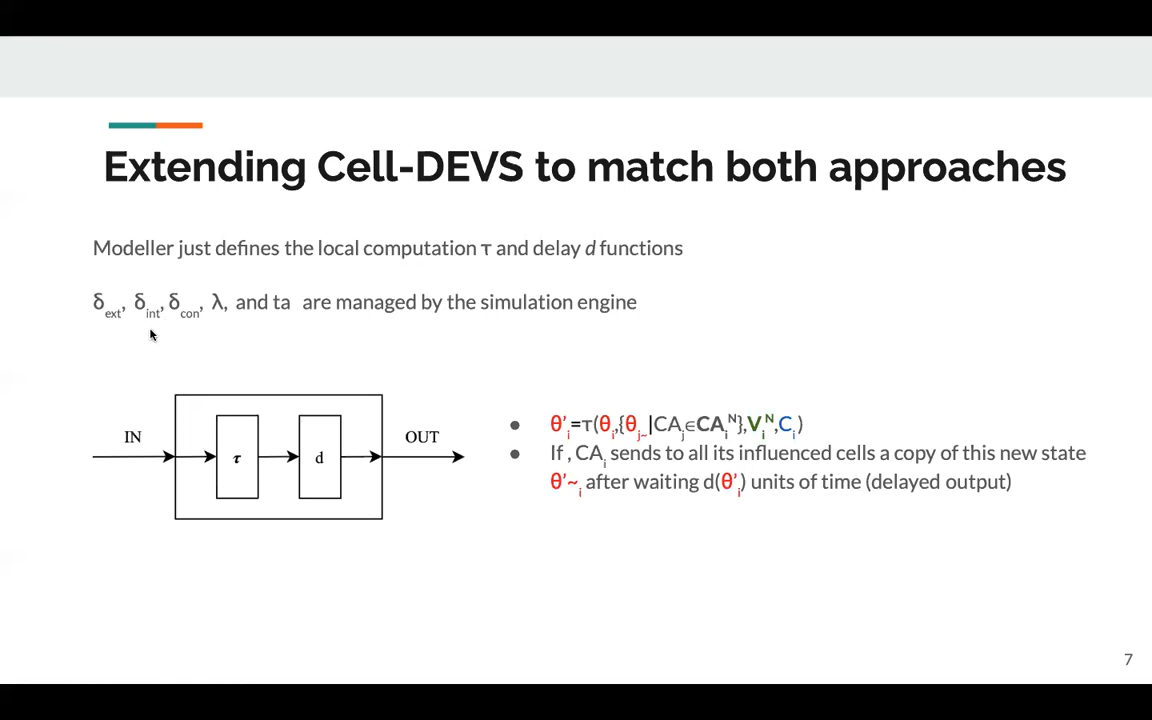 Extending Cell-DEVS to match both approaches
Modeller just defines the local computation τ and delay d functions
δext, δint, δcon, λ, and ta are managed by the simulation engine
IN
τ
d
OUT
● θ'i=τ(θi,{θj~|CAj∈CAiᴺ},Viᴺ,Ci)
● If , CAi sends to all its influenced cells a copy of this new state
θ'~i after waiting d(θ'i) units of time (delayed output)
7